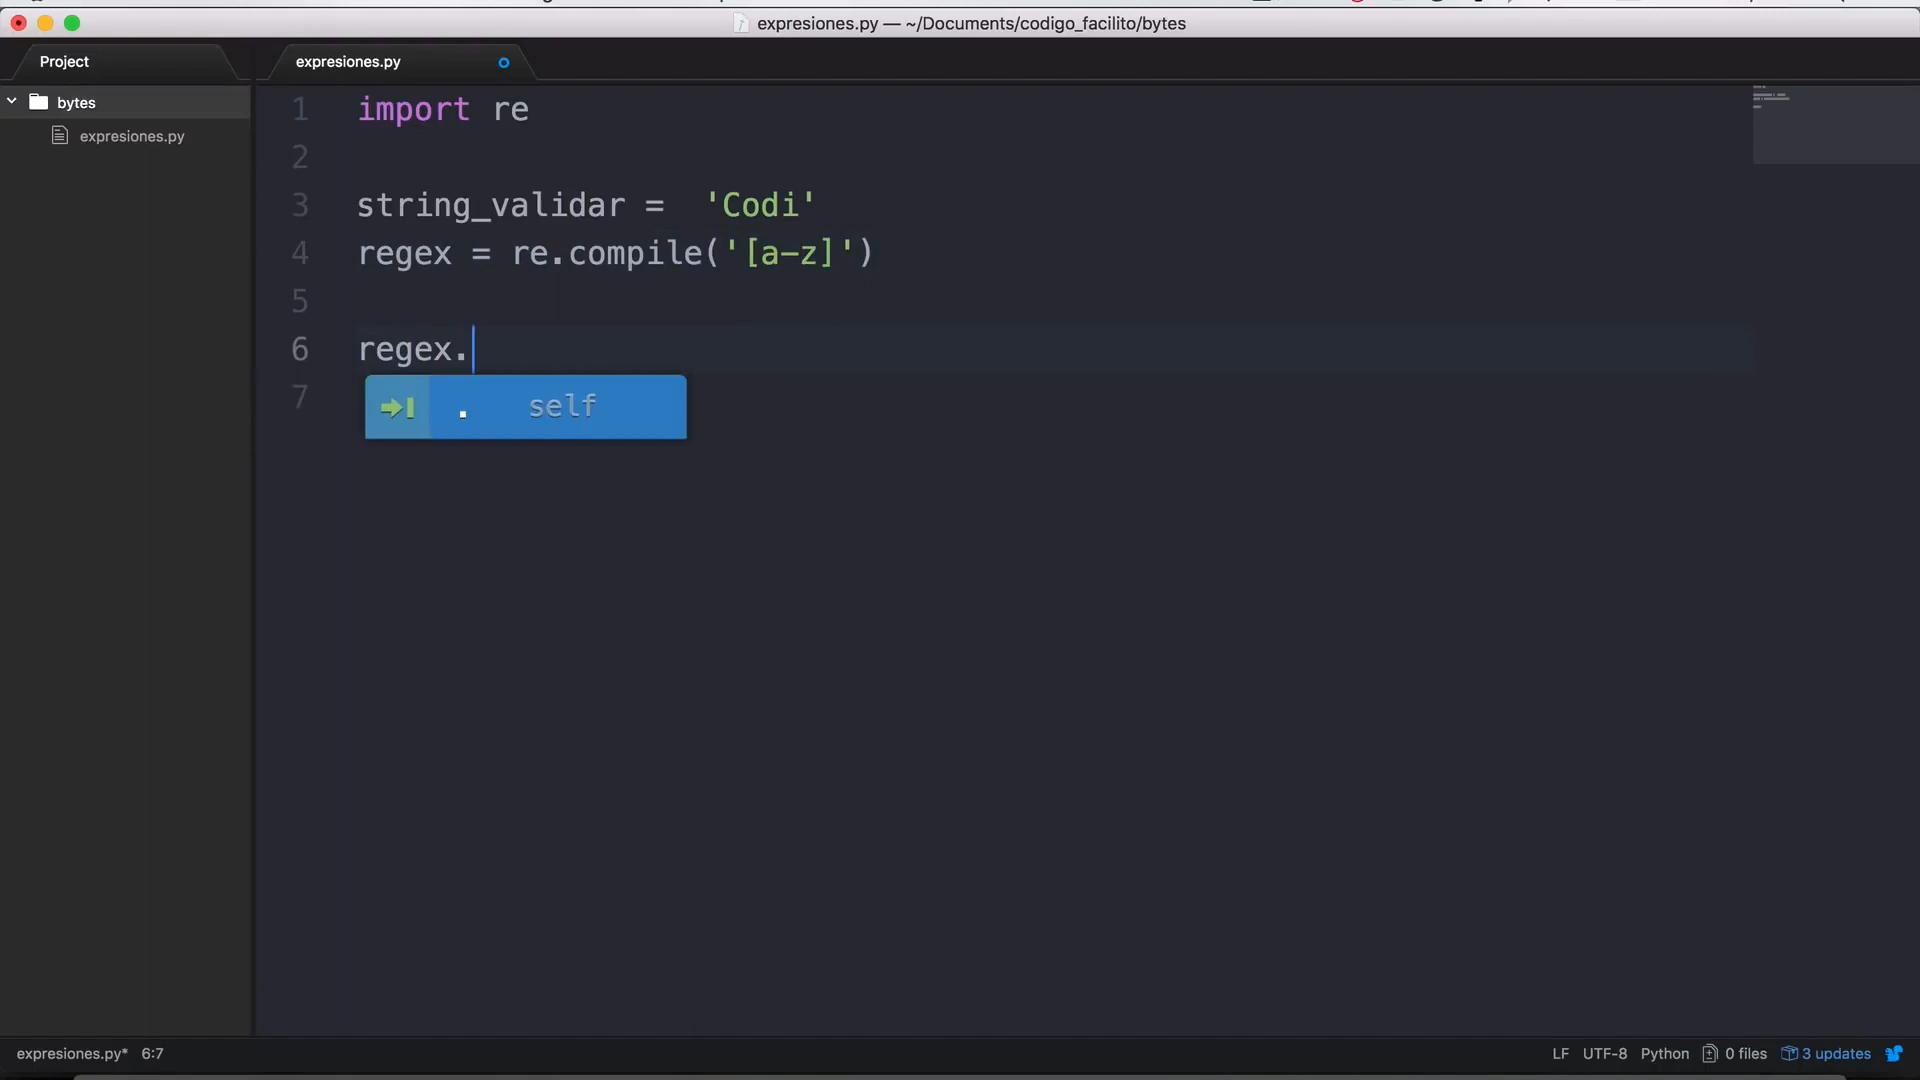 expresiones.py — ~/Documents/codigo_facilito/bytes
Project
expresiones.py
bytes
expresiones.py
1 import re
2
3 string_validar =  'Codi'
4 regex = re.compile('[a-z]')
5
6 regex.
. self
7
expresiones.py* 6:7
LF UTF-8 Python 0 files 3 updates